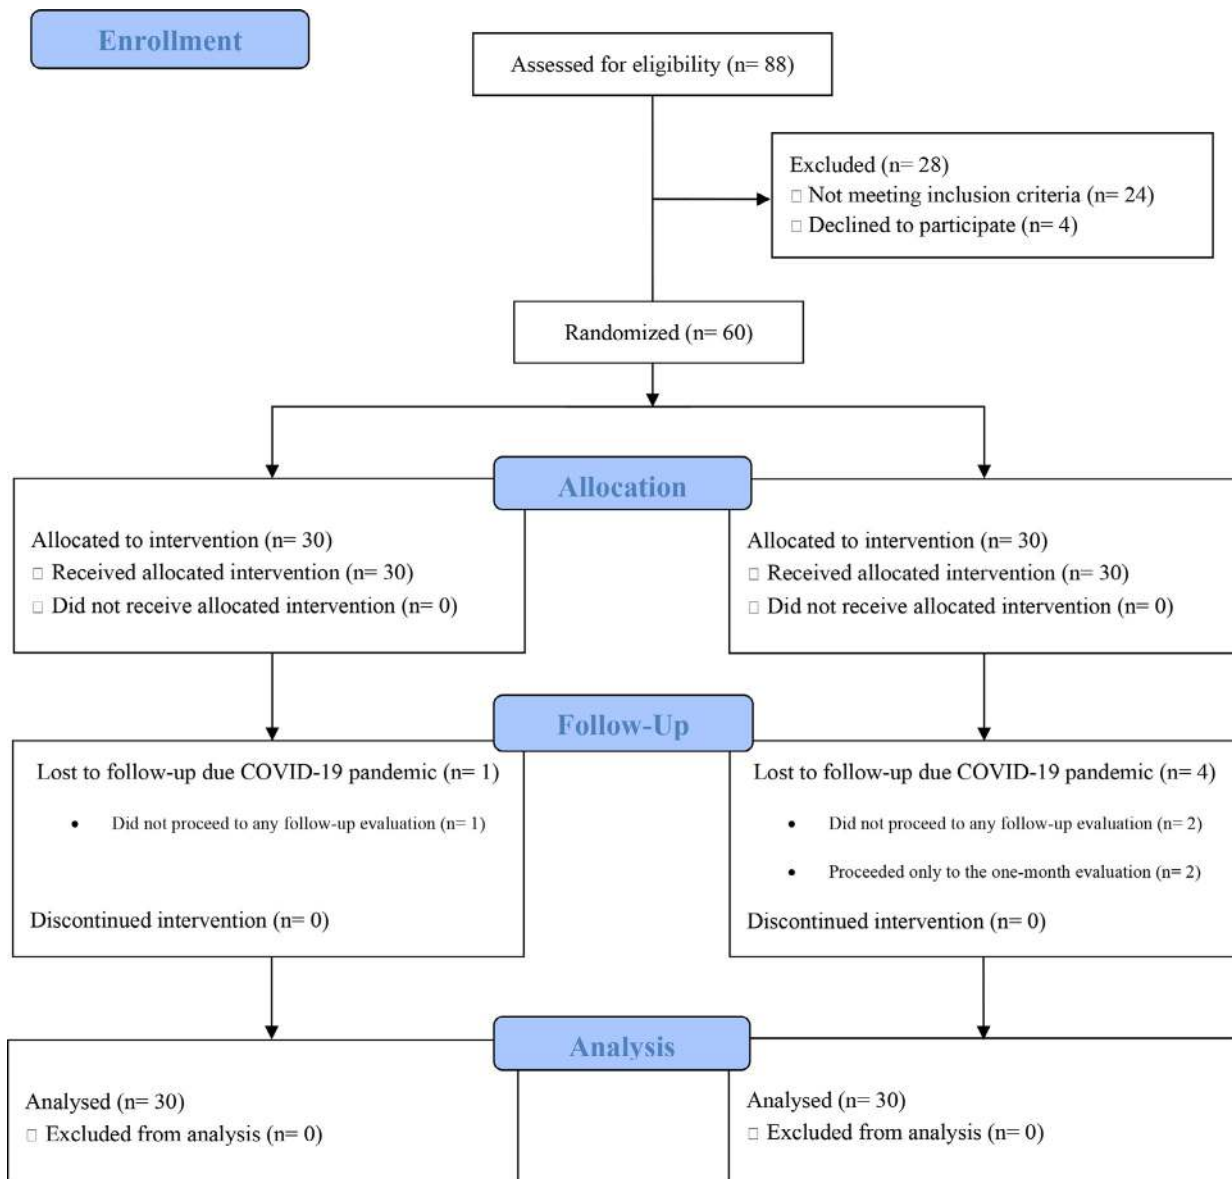 Enrollment
Assessed for eligibility (n= 88)
Excluded (n= 28)
□ Not meeting inclusion criteria (n= 24)
□ Declined to participate (n= 4)
Randomized (n= 60)
Allocation
Allocated to intervention (n= 30)
□ Received allocated intervention (n= 30)
□ Did not receive allocated intervention (n= 0)
Allocated to intervention (n= 30)
□ Received allocated intervention (n= 30)
□ Did not receive allocated intervention (n= 0)
Follow-Up
Lost to follow-up due COVID-19 pandemic (n= 1)
• Did not proceed to any follow-up evaluation (n= 1)
Discontinued intervention (n= 0)
Lost to follow-up due COVID-19 pandemic (n= 4)
• Did not proceed to any follow-up evaluation (n= 2)
• Proceeded only to the one-month evaluation (n= 2)
Discontinued intervention (n= 0)
Analysis
Analysed (n= 30)
□ Excluded from analysis (n= 0)
Analysed (n= 30)
□ Excluded from analysis (n= 0)